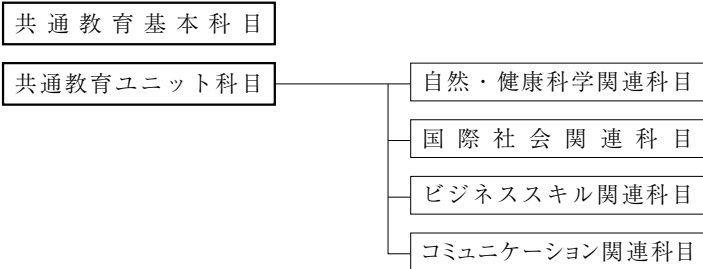 共通教育基本科目
共通教育ユニット科目
自然・健康科学関連科目
国際社会関連科目
ビジネススキル関連科目
コミュニケーション関連科目